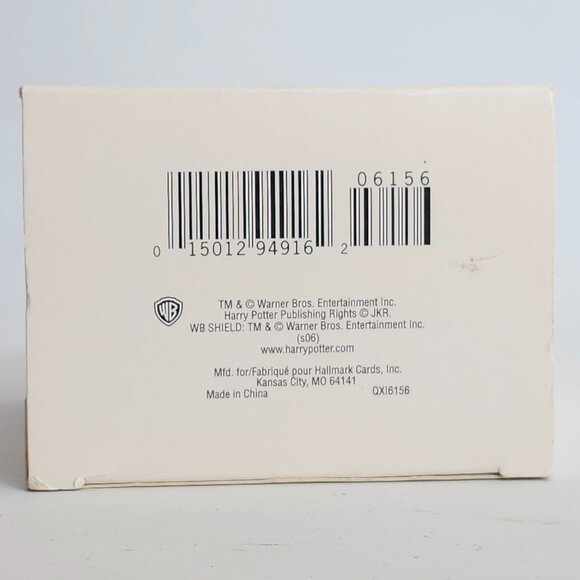 06156
0 15012 94916 2
WB
TM & © Warner Bros. Entertainment Inc.
Harry Potter Publishing Rights © JKR.
WB SHIELD: TM & © Warner Bros. Entertainment Inc.
(s06)
www.harrypotter.com
Mfd. for/Fabriqué pour Hallmark Cards, Inc.
Kansas City, MO 64141
Made in China QXI6156